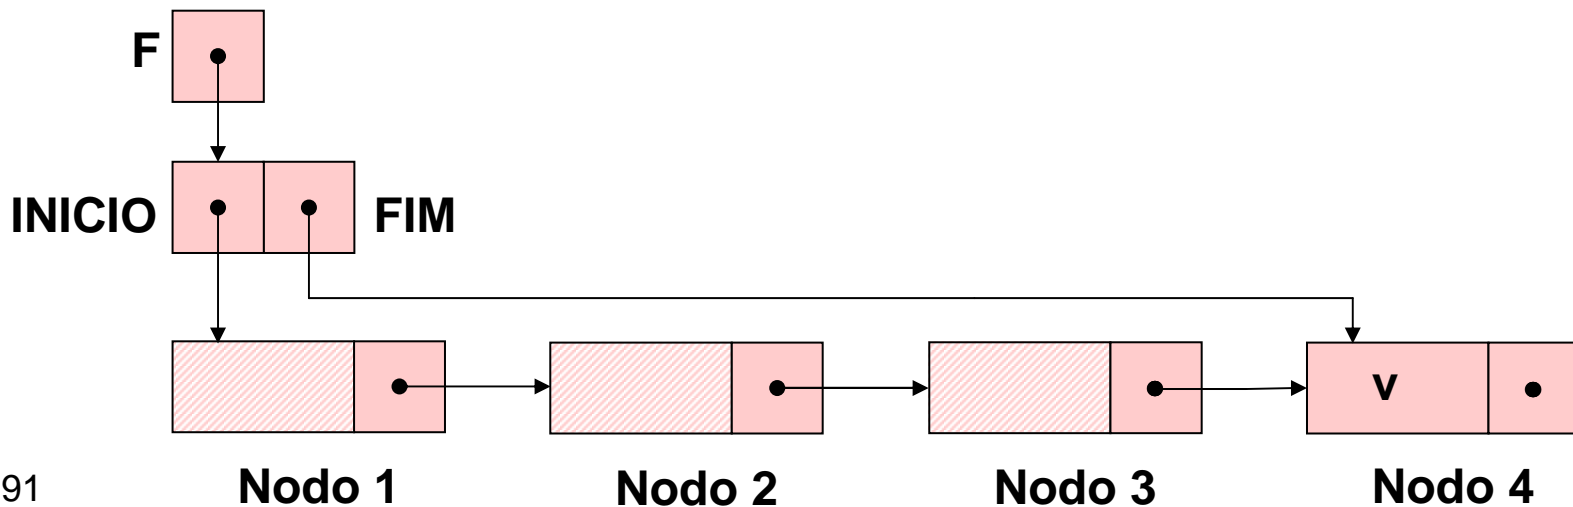 F
INICIO FIM
v
91 Nodo 1 Nodo 2 Nodo 3 Nodo 4